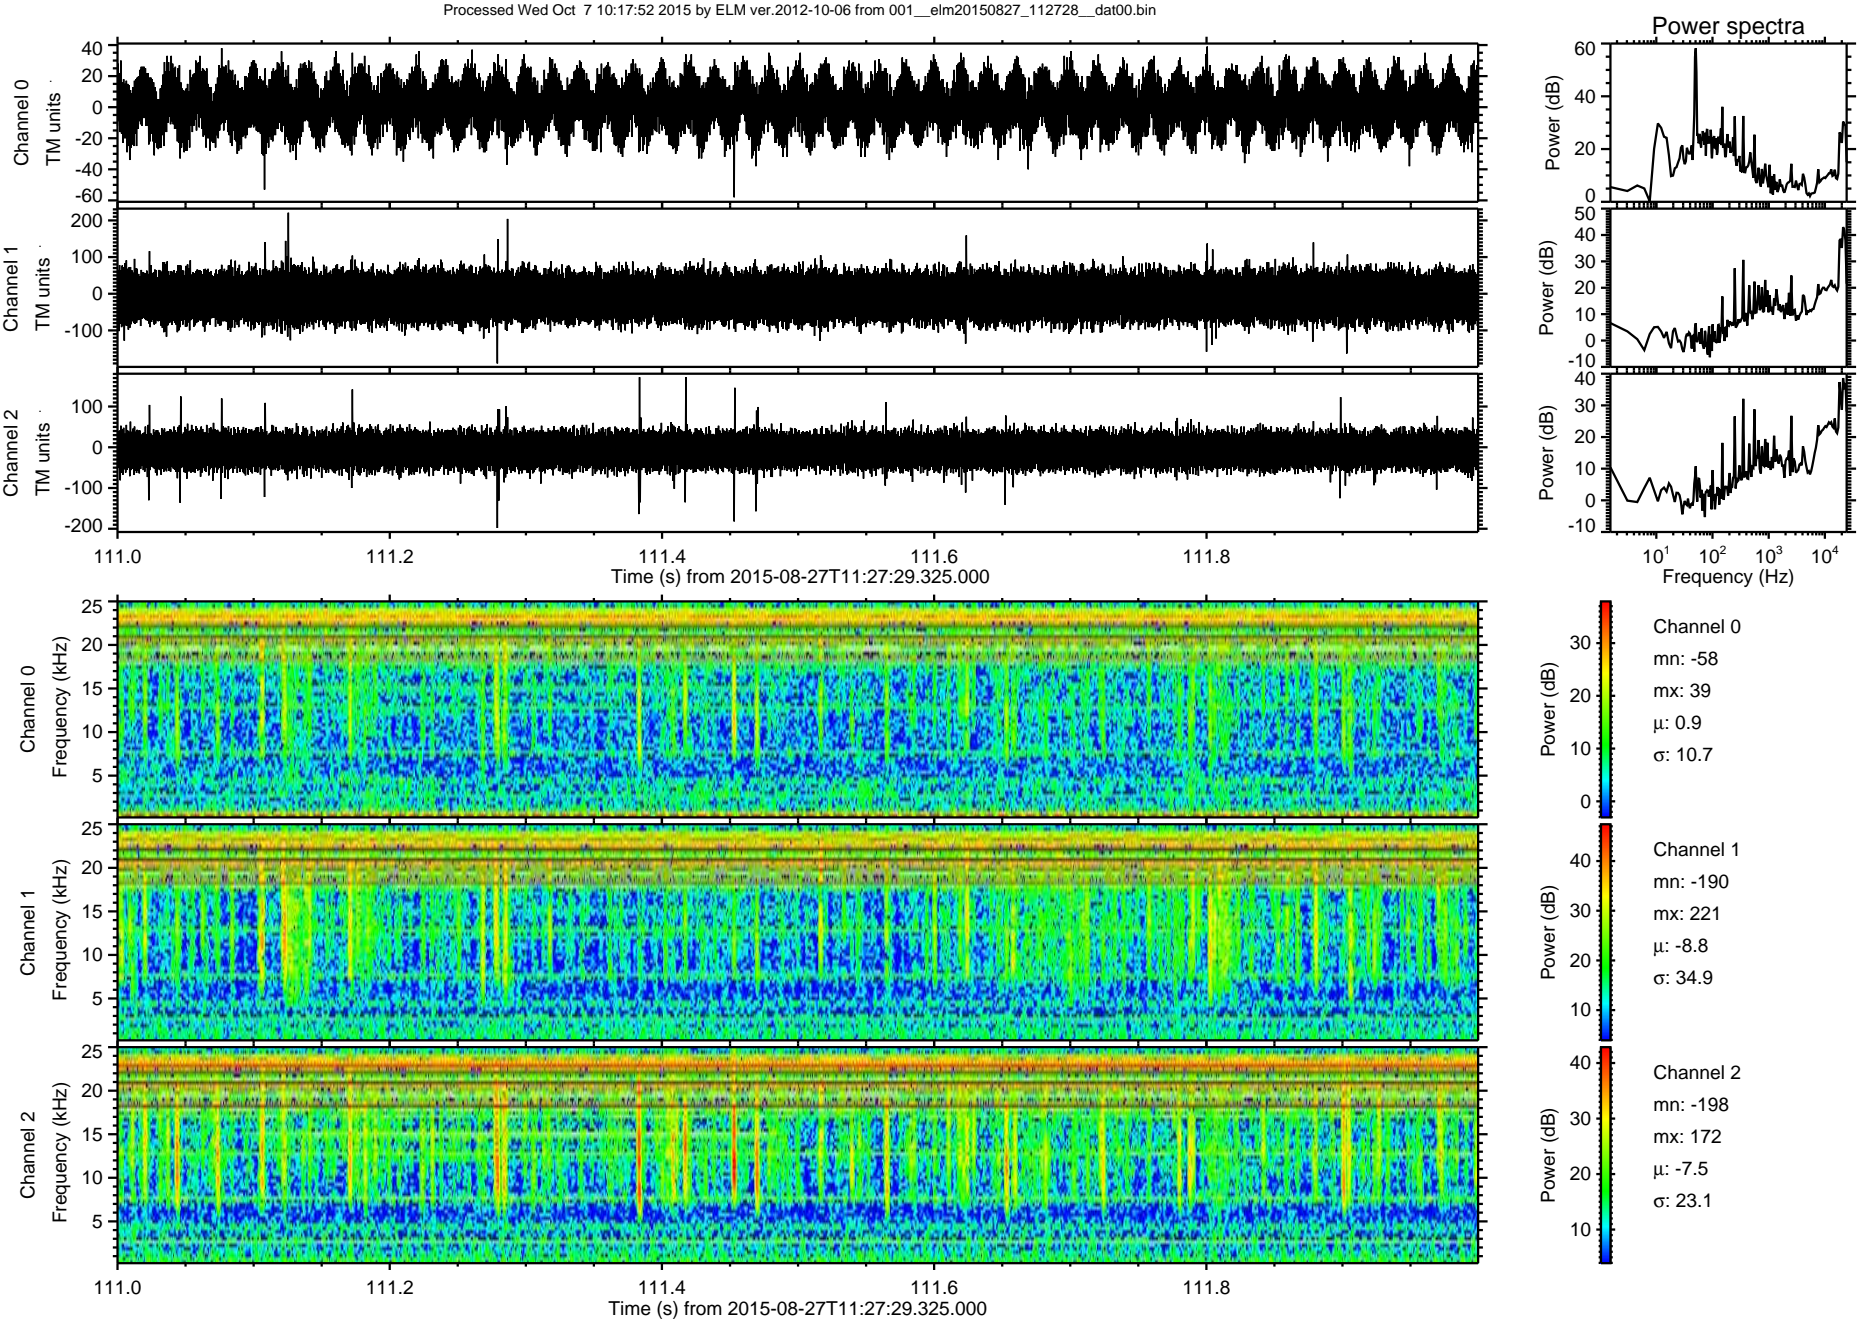 Processed Wed Oct  7 10:17:52 2015 by ELM ver.2012-10-06 from 001__elm20150827_112728__dat00.bin
Power spectra
Channel 0
TM units
40
20
0
-20
-40
-60
Power (dB)
60
40
20
0
Channel 1
TM units
200
100
0
-100
Power (dB)
50
40
30
20
10
0
-10
Channel 2
TM units
100
0
-100
-200
Power (dB)
40
30
20
10
0
-10
111.0 111.2 111.4 111.6 111.8
Time (s) from 2015-08-27T11:27:29.325.000
10¹ 10² 10³ 10⁴
Frequency (Hz)
Channel 0
Frequency (kHz)
25
20
15
10
5
Power (dB)
30
20
10
0
Channel 0
mn: -58
mx: 39
μ: 0.9
σ: 10.7
Channel 1
Frequency (kHz)
25
20
15
10
5
Power (dB)
40
30
20
10
Channel 1
mn: -190
mx: 221
μ: -8.8
σ: 34.9
Channel 2
Frequency (kHz)
25
20
15
10
5
Power (dB)
40
30
20
10
Channel 2
mn: -198
mx: 172
μ: -7.5
σ: 23.1
111.0 111.2 111.4 111.6 111.8
Time (s) from 2015-08-27T11:27:29.325.000